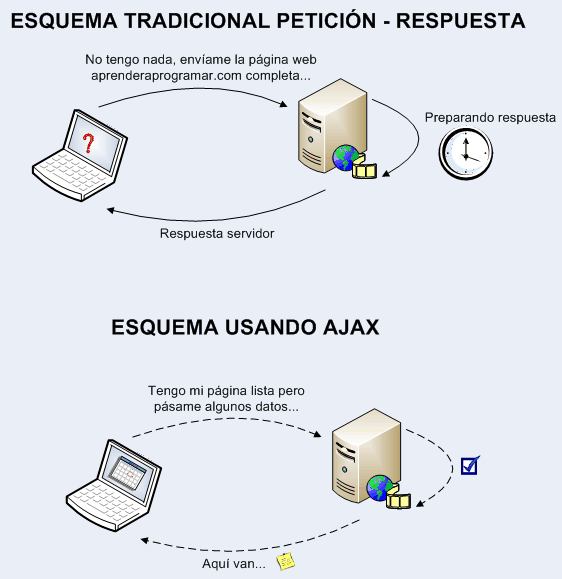 ESQUEMA TRADICIONAL PETICIÓN - RESPUESTA
No tengo nada, envíame la página web
aprenderaprogramar.com completa...
?
Preparando respuesta
Respuesta servidor
ESQUEMA USANDO AJAX
Tengo mi página lista pero
pásame algunos datos...
Aquí van...